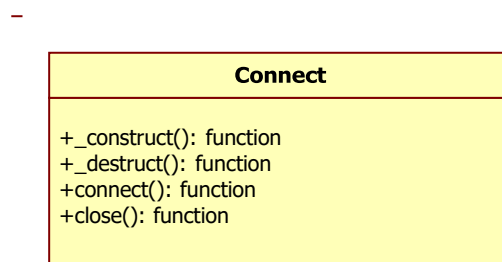 Connect
+_construct(): function
+_destruct(): function
+connect(): function
+close(): function